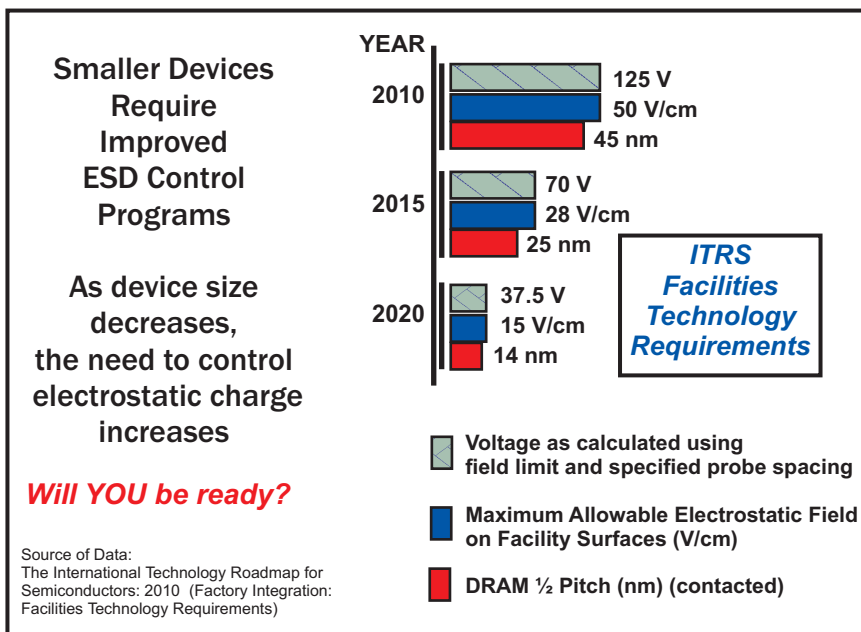 Smaller Devices
Require
Improved
ESD Control
Programs
As device size
decreases,
the need to control
electrostatic charge
increases
Will YOU be ready?
Source of Data:
The International Technology Roadmap for
Semiconductors: 2010 (Factory Integration:
Facilities Technology Requirements)
YEAR
2010
125 V
50 V/cm
45 nm
2015
70 V
28 V/cm
25 nm
2020
37.5 V
15 V/cm
14 nm
ITRS
Facilities
Technology
Requirements
Voltage as calculated using
field limit and specified probe spacing
Maximum Allowable Electrostatic Field
on Facility Surfaces (V/cm)
DRAM ½ Pitch (nm) (contacted)